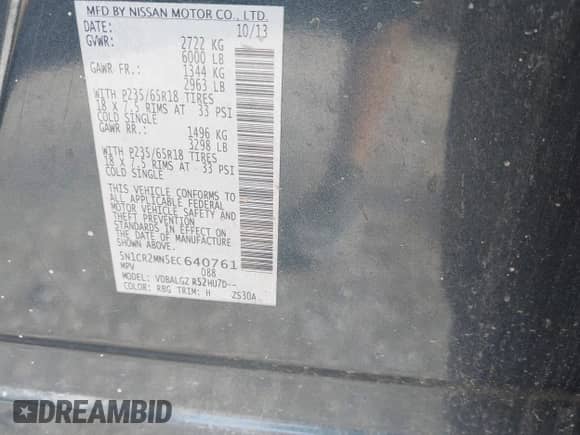 MFD BY NISSAN MOTOR CO., LTD.
DATE: 10/13
GVWR: 2722 KG
6000 LB
GAWR FR.: 1344 KG
2963 LB
WITH P235/65R18 TIRES
18 X 7.5 RIMS AT 33 PSI
COLD SINGLE
GAWR RR.: 1496 KG
3298 LB
WITH P235/65R18 TIRES
18 X 7.5 RIMS AT 33 PSI
COLD SINGLE
THIS VEHICLE CONFORMS TO
ALL APPLICABLE FEDERAL
MOTOR VEHICLE SAFETY AND
THEFT PREVENTION
STANDARDS IN EFFECT ON
THE DATE OF MANUFACTURE
SHOWN ABOVE.
5N1CR2MN5EC640761
MPV 088
MODEL: VDBALGZ R52HU7D--
COLOR: RBG TRIM: H ZS30A
DREAMBID